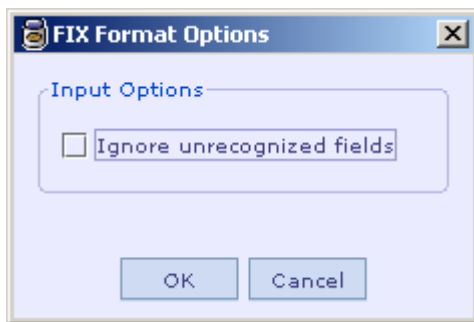 FIX Format Options
Input Options
Ignore unrecognized fields
OK
Cancel